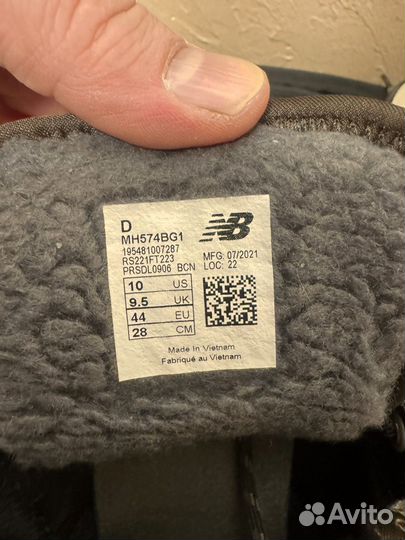 D
MH574BG1
195481007287
RS221FT223
PRSDL0906 BCN
NB
MFG: 07/2021
LOC: 22
10 US
9.5 UK
44 EU
28 CM
Made In Vietnam
Fabriqué au Vietnam
Avito